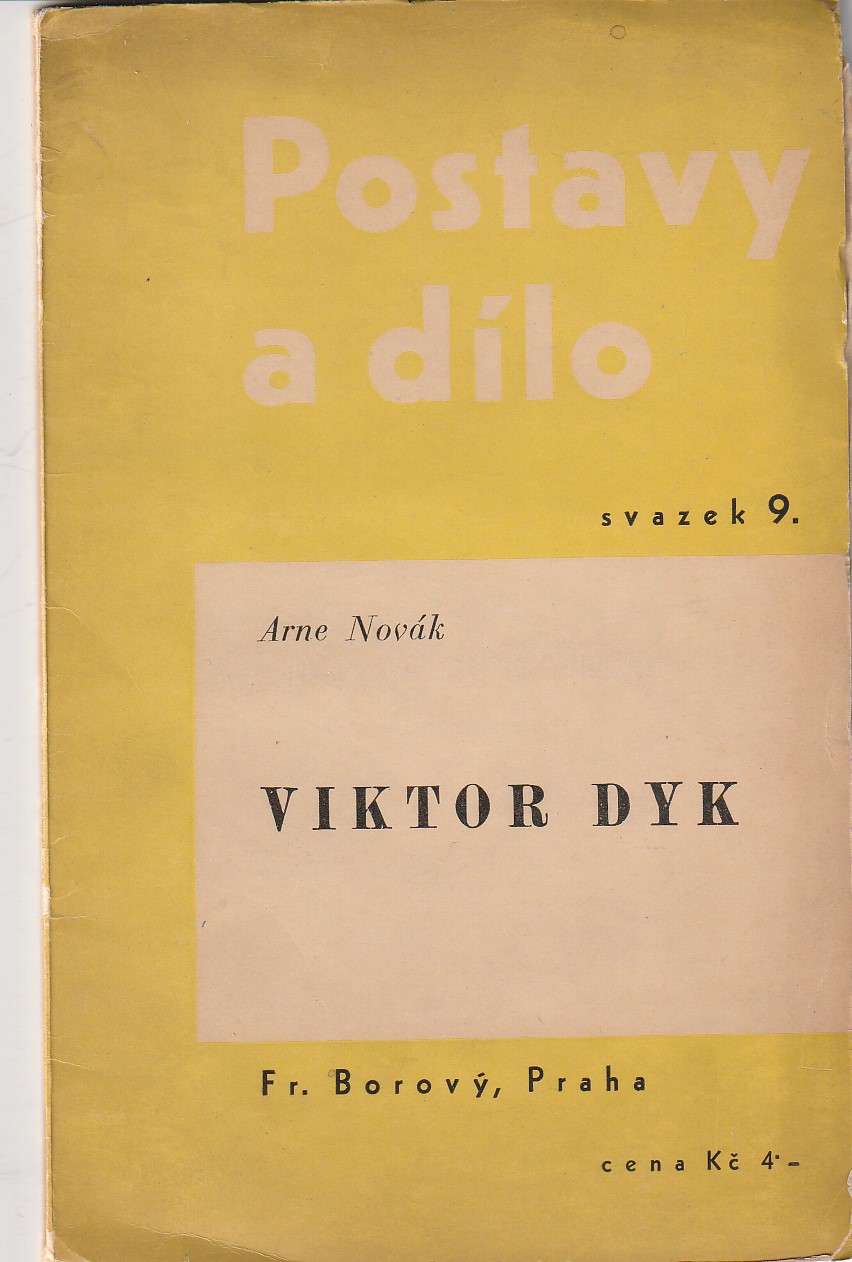 Postavy
a dílo
svazek 9.
Arne Novák
VIKTOR DYK
Fr. Borový, Praha
cena Kč 4·–